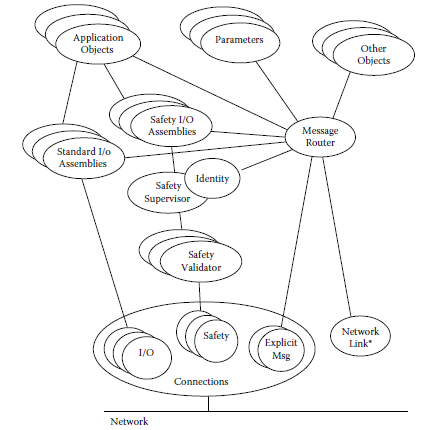 Application
Objects
Parameters
Other
Objects
Safety I/O
Assemblies
Message
Router
Standard I/o
Assemblies
Identity
Safety
Supervisor
Safety
Validator
I/O
Safety
Explicit
Msg
Network
Link*
Connections
Network